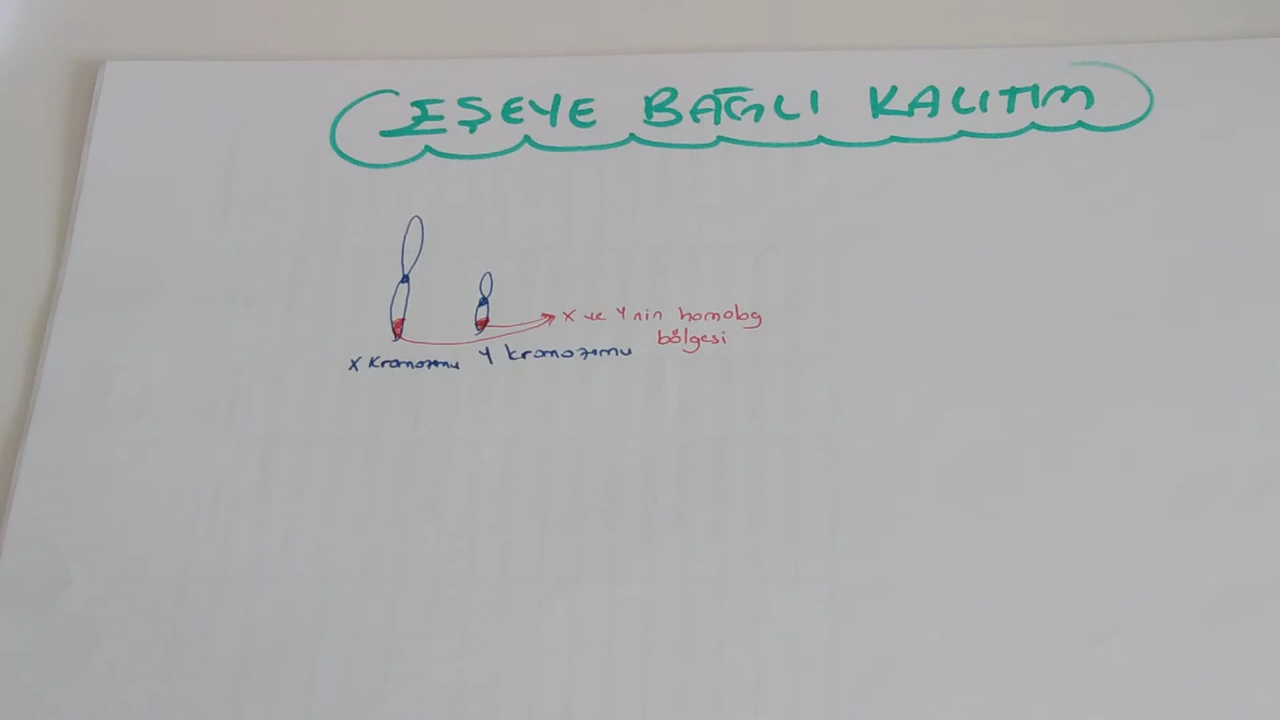 EŞEYE BAĞLI KALITIM
X ve Y nin homolog
bölgesi
X Kromozomu
Y kromozomu